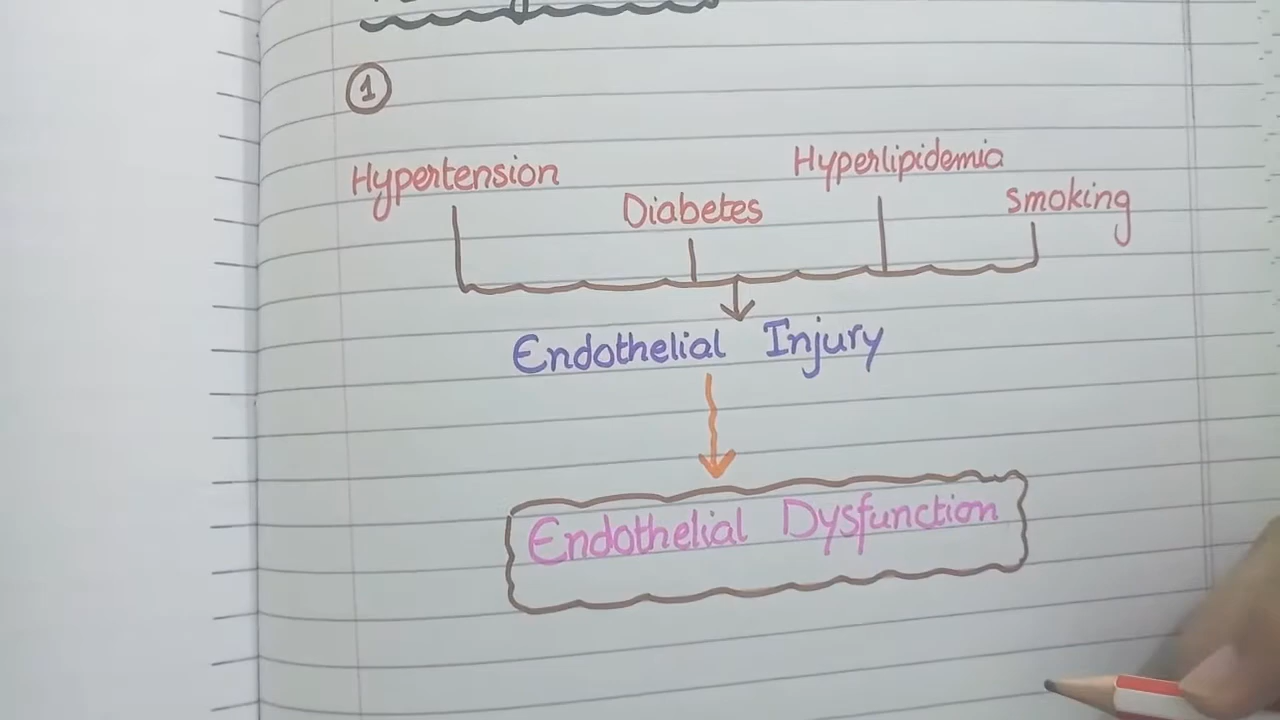 1
Hypertension
Diabetes
Hyperlipidemia
Smoking
Endothelial Injury
Endothelial Dysfunction